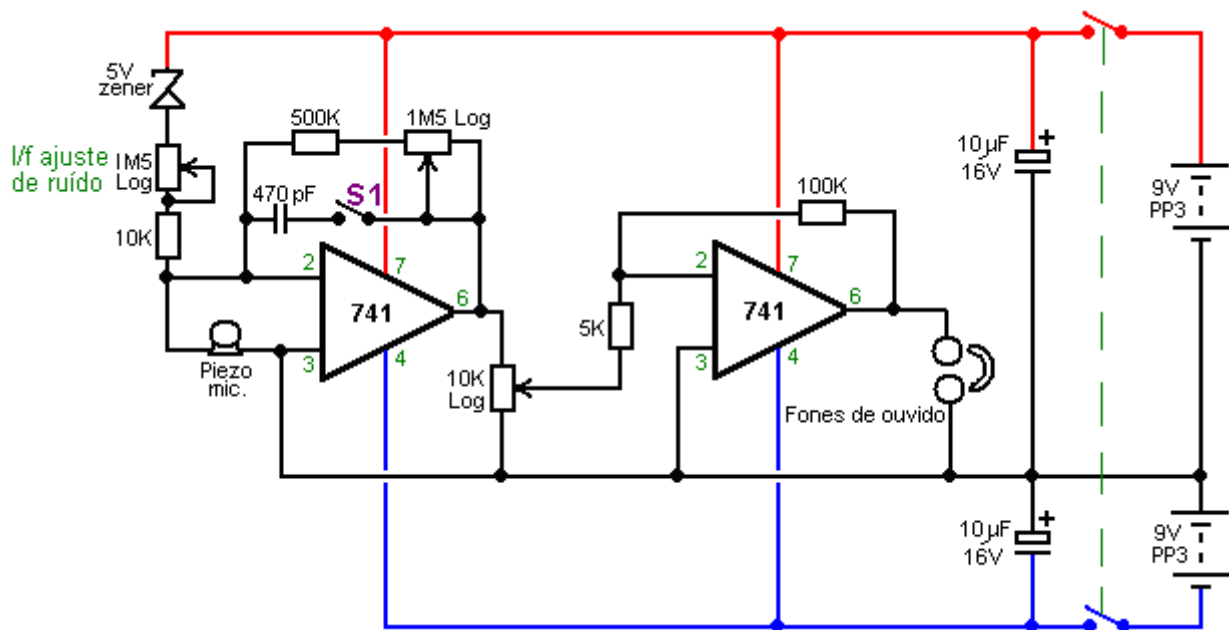 5V
zener
I/f ajuste
de ruído
1M5
Log
10K
500K
1M5 Log
470 pF
S1
2
7
741
6
3
4
Piezo
mic.
10K
Log
5K
100K
2
7
741
6
3
4
Fones de ouvido
10µF
16V
+
9V
PP3
10µF
16V
+
9V
PP3